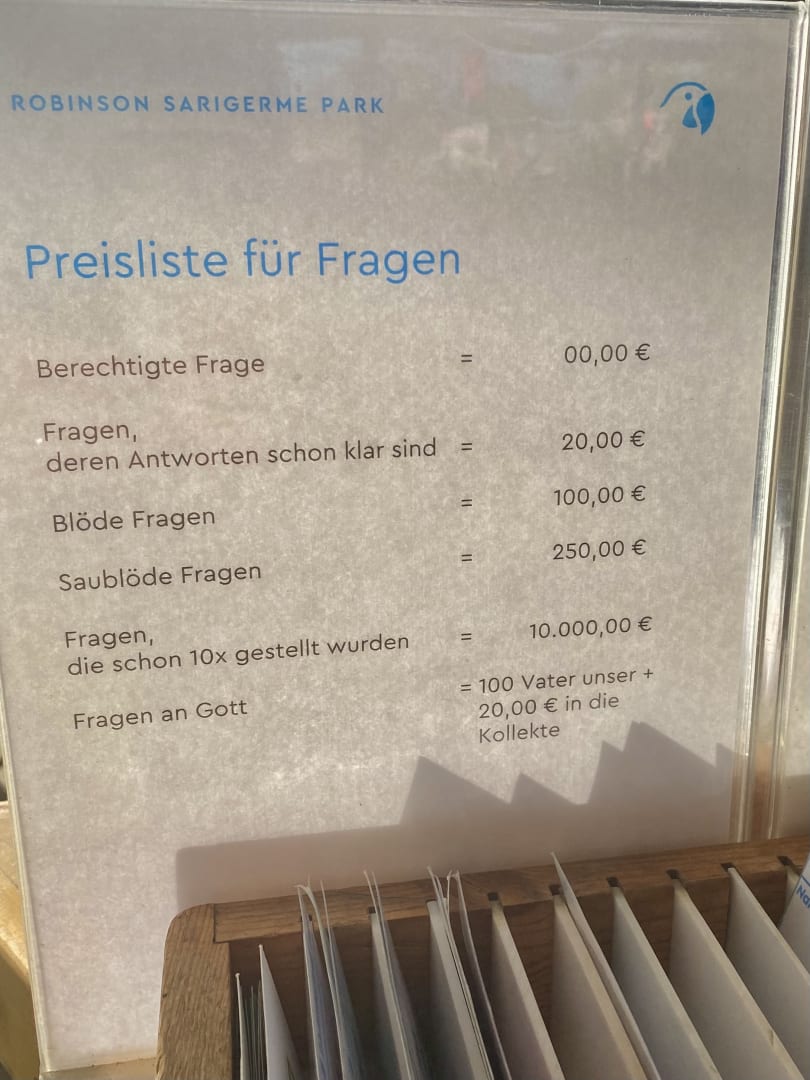 ROBINSON SARIGERME PARK
Preisliste für Fragen
Berechtigte Frage = 00,00 €
Fragen,
deren Antworten schon klar sind = 20,00 €
Blöde Fragen = 100,00 €
Saublöde Fragen = 250,00 €
Fragen,
die schon 10x gestellt wurden = 10.000,00 €
Fragen an Gott = 100 Vater unser +
20,00 € in die
Kollekte